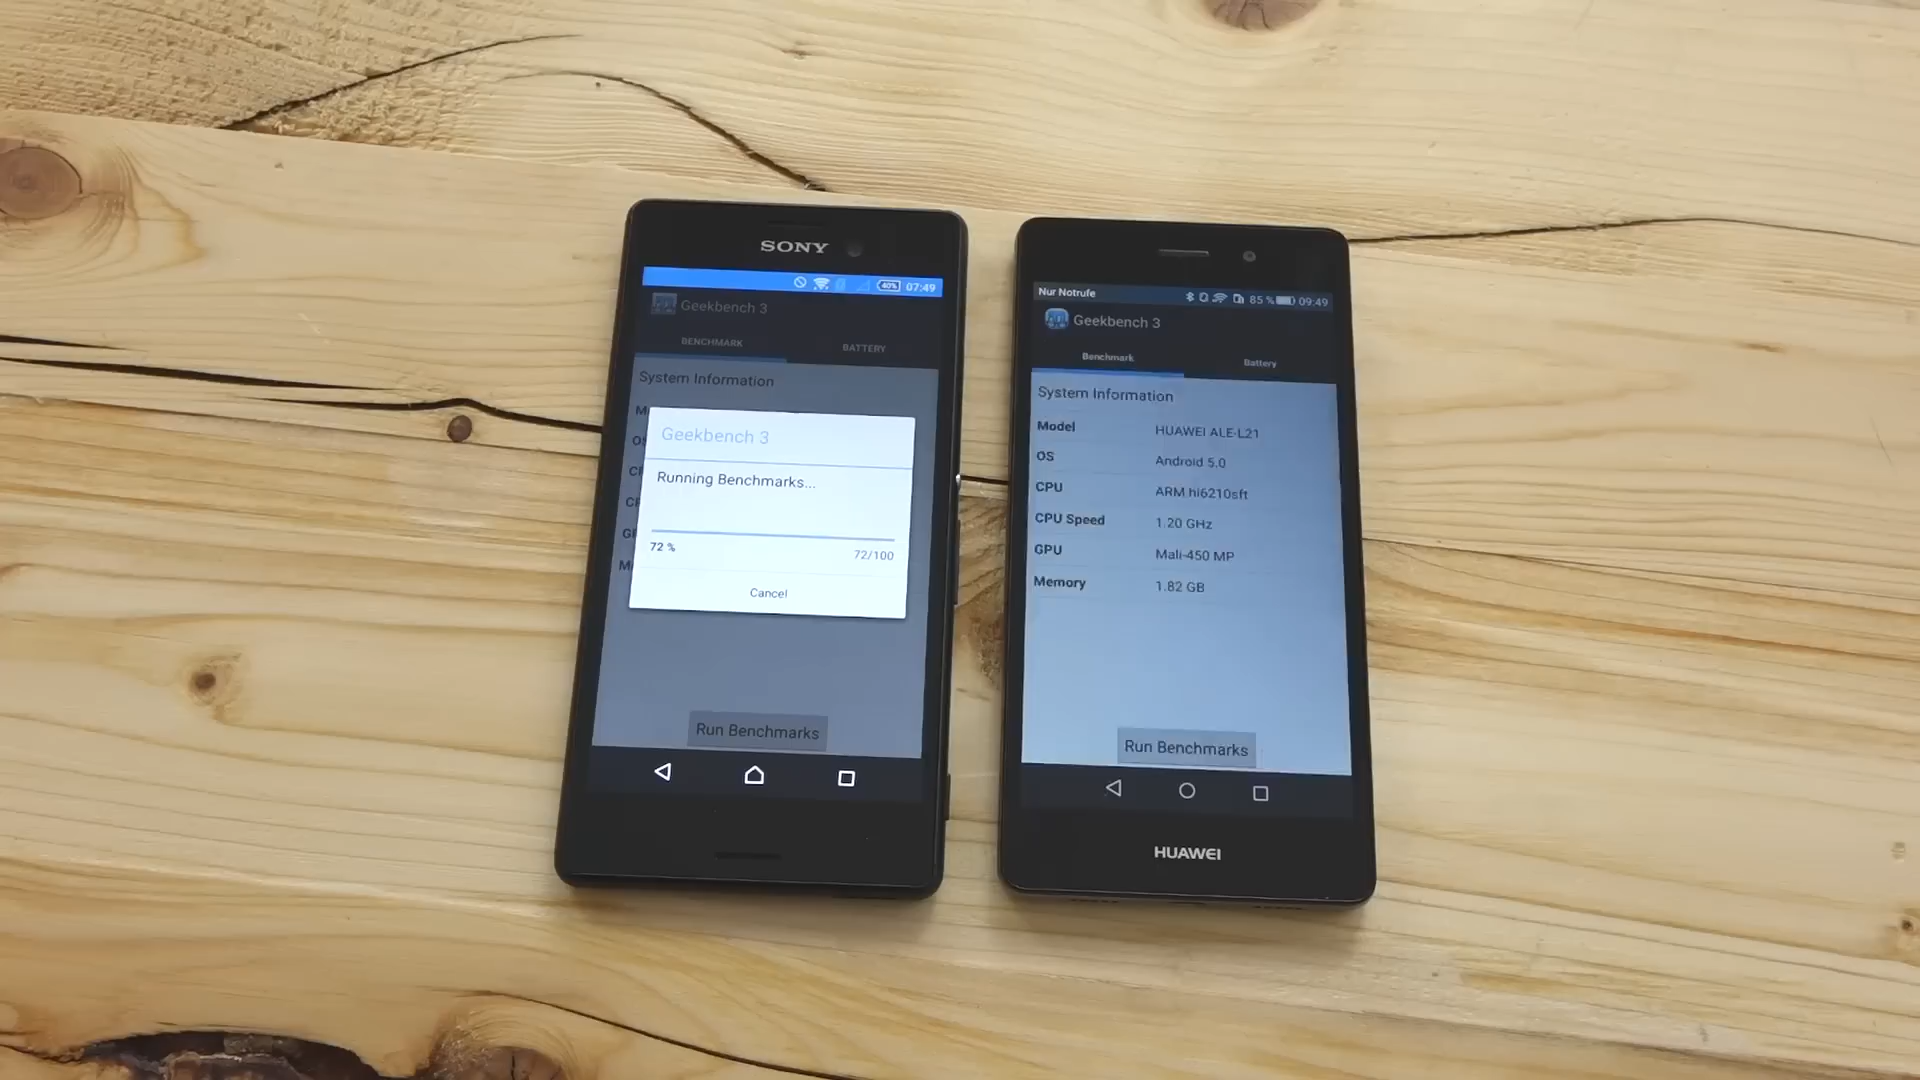 SONY
40% 07:49
Geekbench 3
BENCHMARK
BATTERY
System Information
Geekbench 3
Running Benchmarks...
72 %
72/100
Cancel
Run Benchmarks
Nur Notrufe
85 % 09:49
Geekbench 3
Benchmark
Battery
System Information
Model HUAWEI ALE-L21
OS Android 5.0
CPU ARM hi6210sft
CPU Speed 1.20 GHz
GPU Mali-450 MP
Memory 1.82 GB
Run Benchmarks
HUAWEI